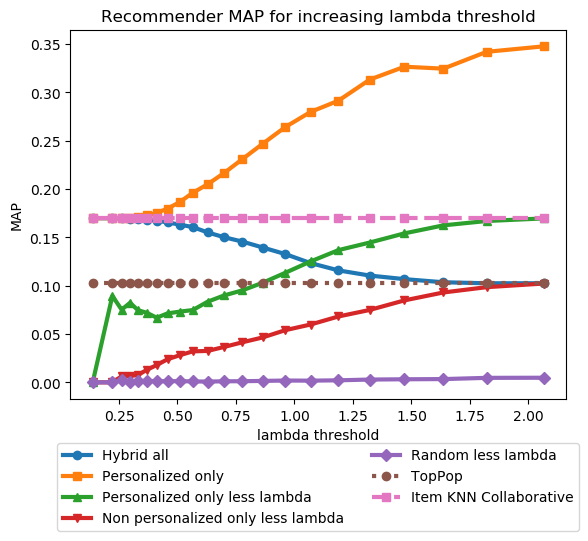 Recommender MAP for increasing lambda threshold
0.35
0.30
0.25
0.20
0.15
0.10
0.05
0.00
MAP
0.25 0.50 0.75 1.00 1.25 1.50 1.75 2.00
lambda threshold
Hybrid all
Personalized only
Personalized only less lambda
Non personalized only less lambda
Random less lambda
TopPop
Item KNN Collaborative